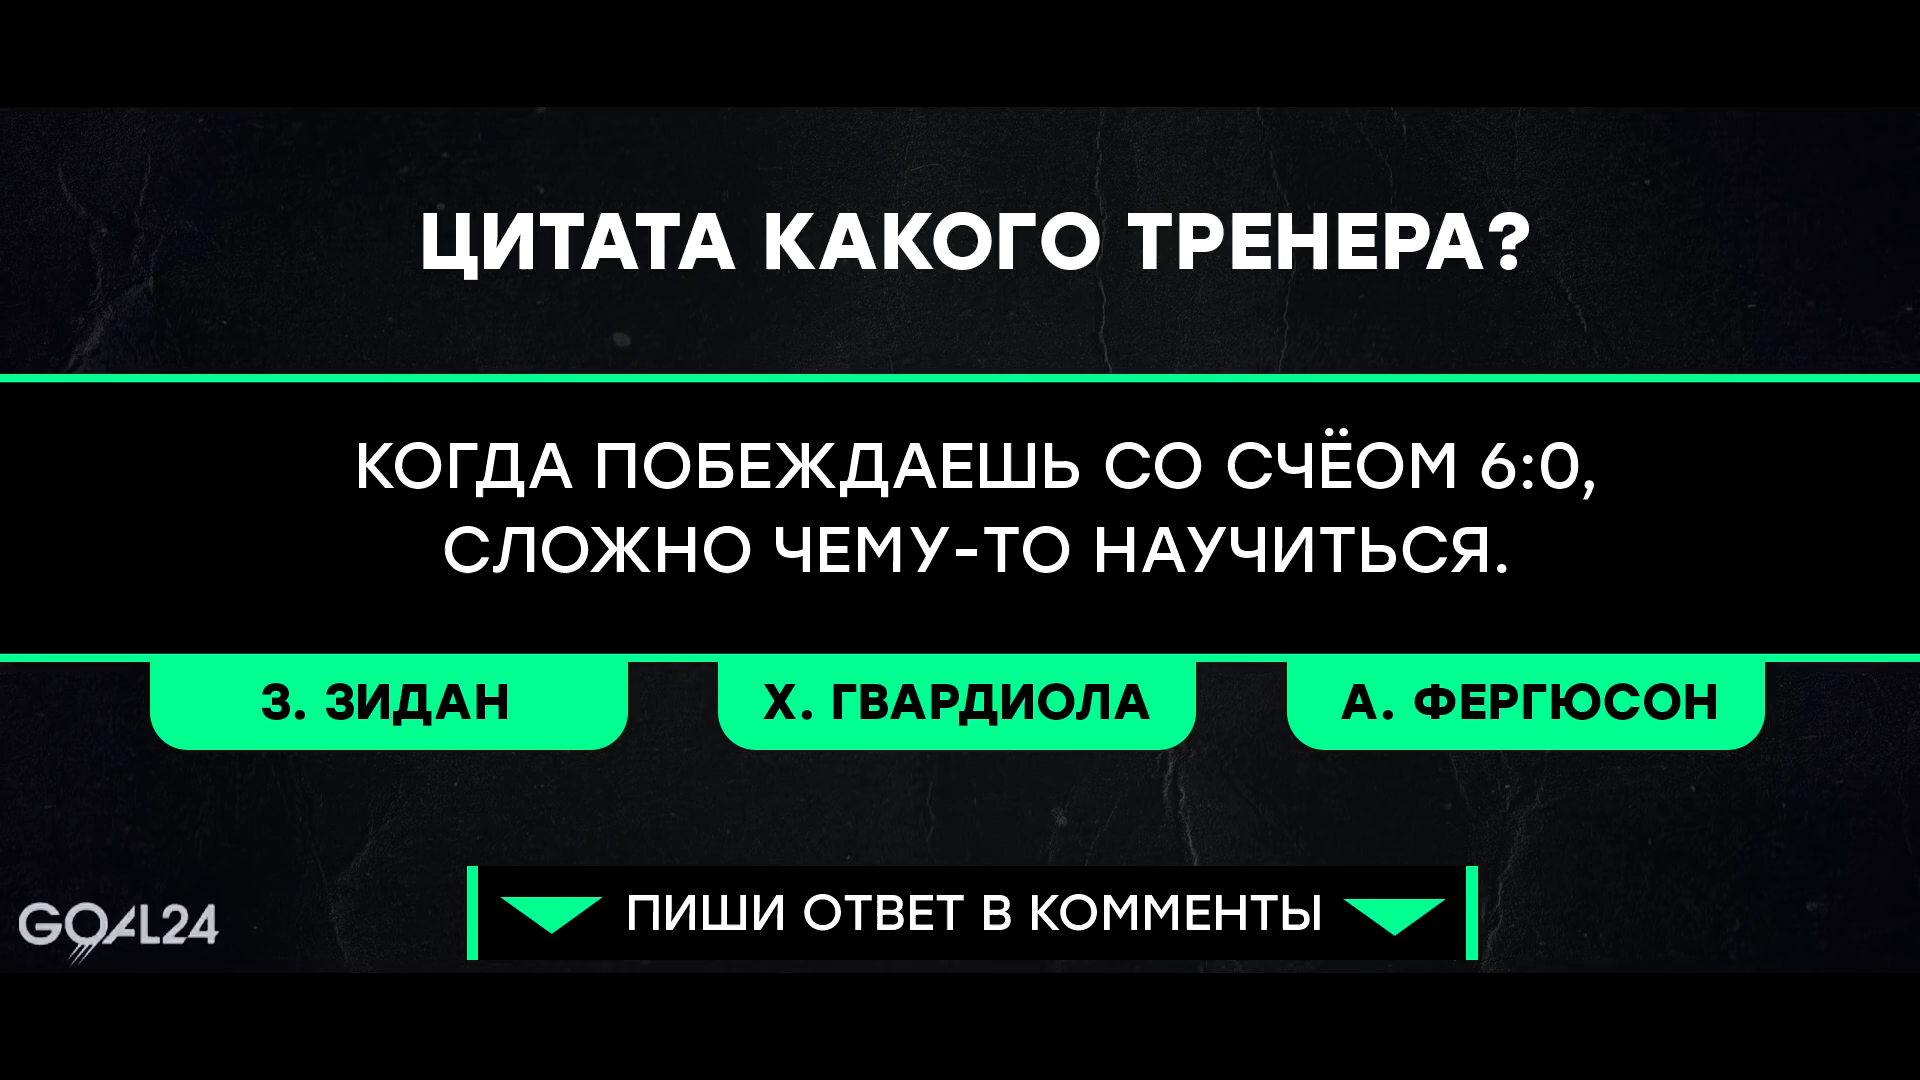 ЦИТАТА КАКОГО ТРЕНЕРА?
КОГДА ПОБЕЖДАЕШЬ СО СЧЁОМ 6:0,
СЛОЖНО ЧЕМУ-ТО НАУЧИТЬСЯ.
З. ЗИДАН
Х. ГВАРДИОЛА
А. ФЕРГЮСОН
ПИШИ ОТВЕТ В КОММЕНТЫ
GOAL24